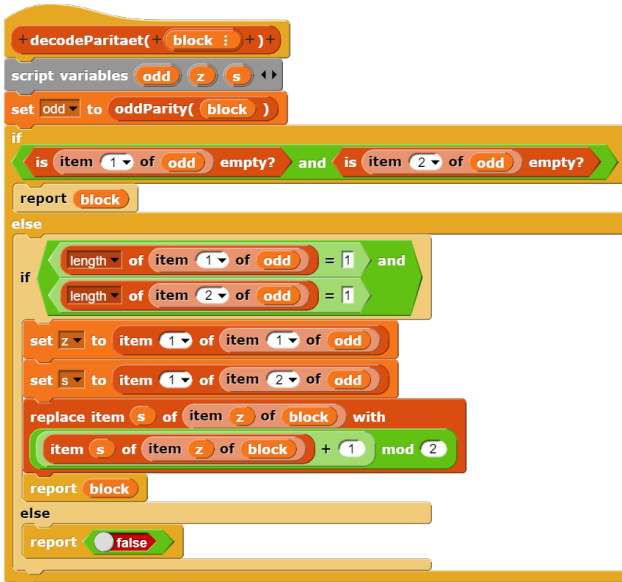 + decodeParitaet( + block ⋮ + ) +
script variables odd z s
set odd to oddParity( block )
if
is item 1 of odd empty? and is item 2 of odd empty?
report block
else
length of item 1 of odd = 1 and
if
length of item 2 of odd = 1
set z to item 1 of item 1 of odd
set s to item 1 of item 2 of odd
replace item s of item z of block with
item s of item z of block + 1 mod 2
report block
else
report false